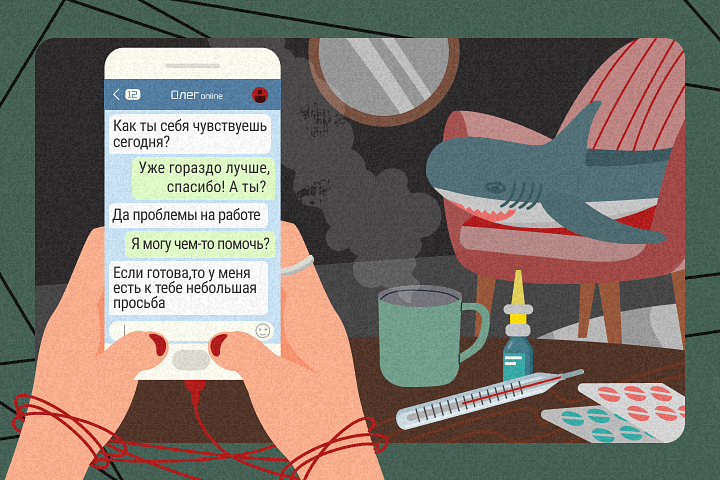 12
Олег online
Как ты себя чувствуешь
сегодня?
Уже гораздо лучше,
спасибо! А ты?
Да проблемы на работе
Я могу чем-то помочь?
Если готова,то у меня
есть к тебе небольшая
просьба